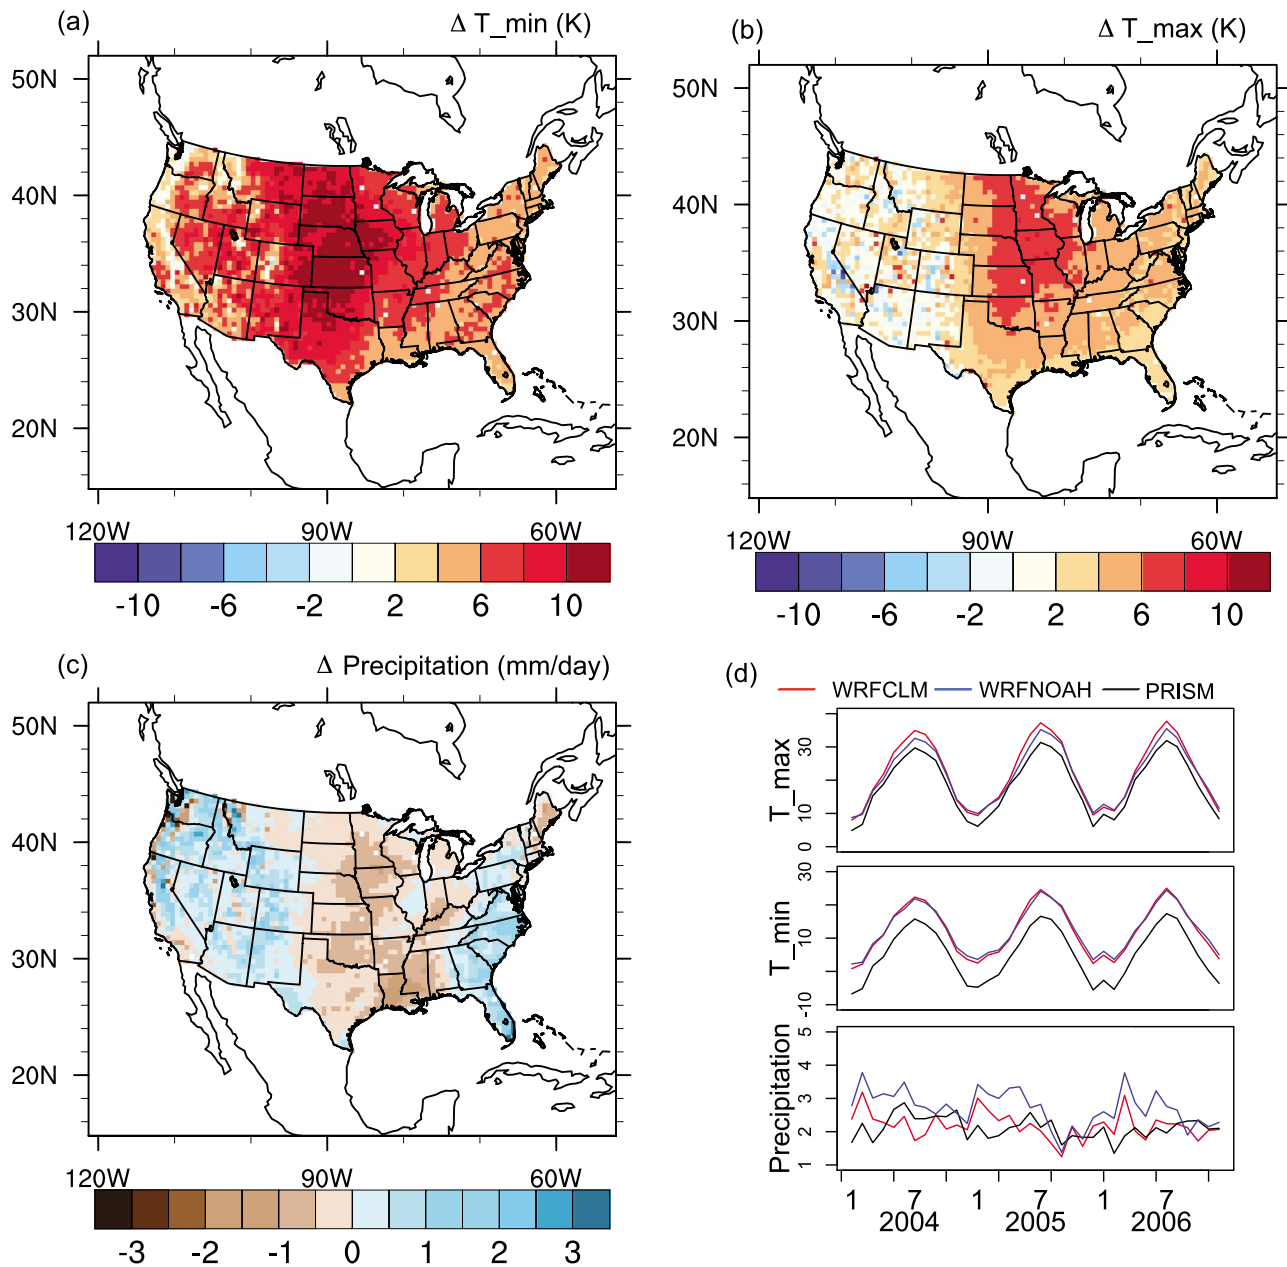 (a)
Δ T_min (K)
50N
40N
30N
20N
120W 90W 60W
-10 -6 -2 2 6 10
(b)
Δ T_max (K)
50N
40N
30N
20N
120W 90W 60W
-10 -6 -2 2 6 10
(c)
Δ Precipitation (mm/day)
50N
40N
30N
20N
120W 90W 60W
-3 -2 -1 0 1 2 3
(d)
WRFCLM WRFNOAH PRISM
T_max
30
10
0
T_min
30
10
-10
Precipitation
5
4
3
2
1
1 7 1 7 1 7
2004 2005 2006